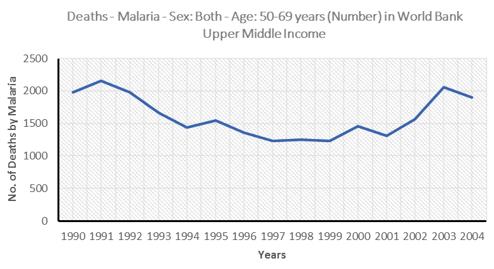 Deaths - Malaria - Sex: Both - Age: 50-69 years (Number) in World Bank
Upper Middle Income
No. of Deaths by Malaria
2500
2000
1500
1000
500
0
1990 1991 1992 1993 1994 1995 1996 1997 1998 1999 2000 2001 2002 2003 2004
Years